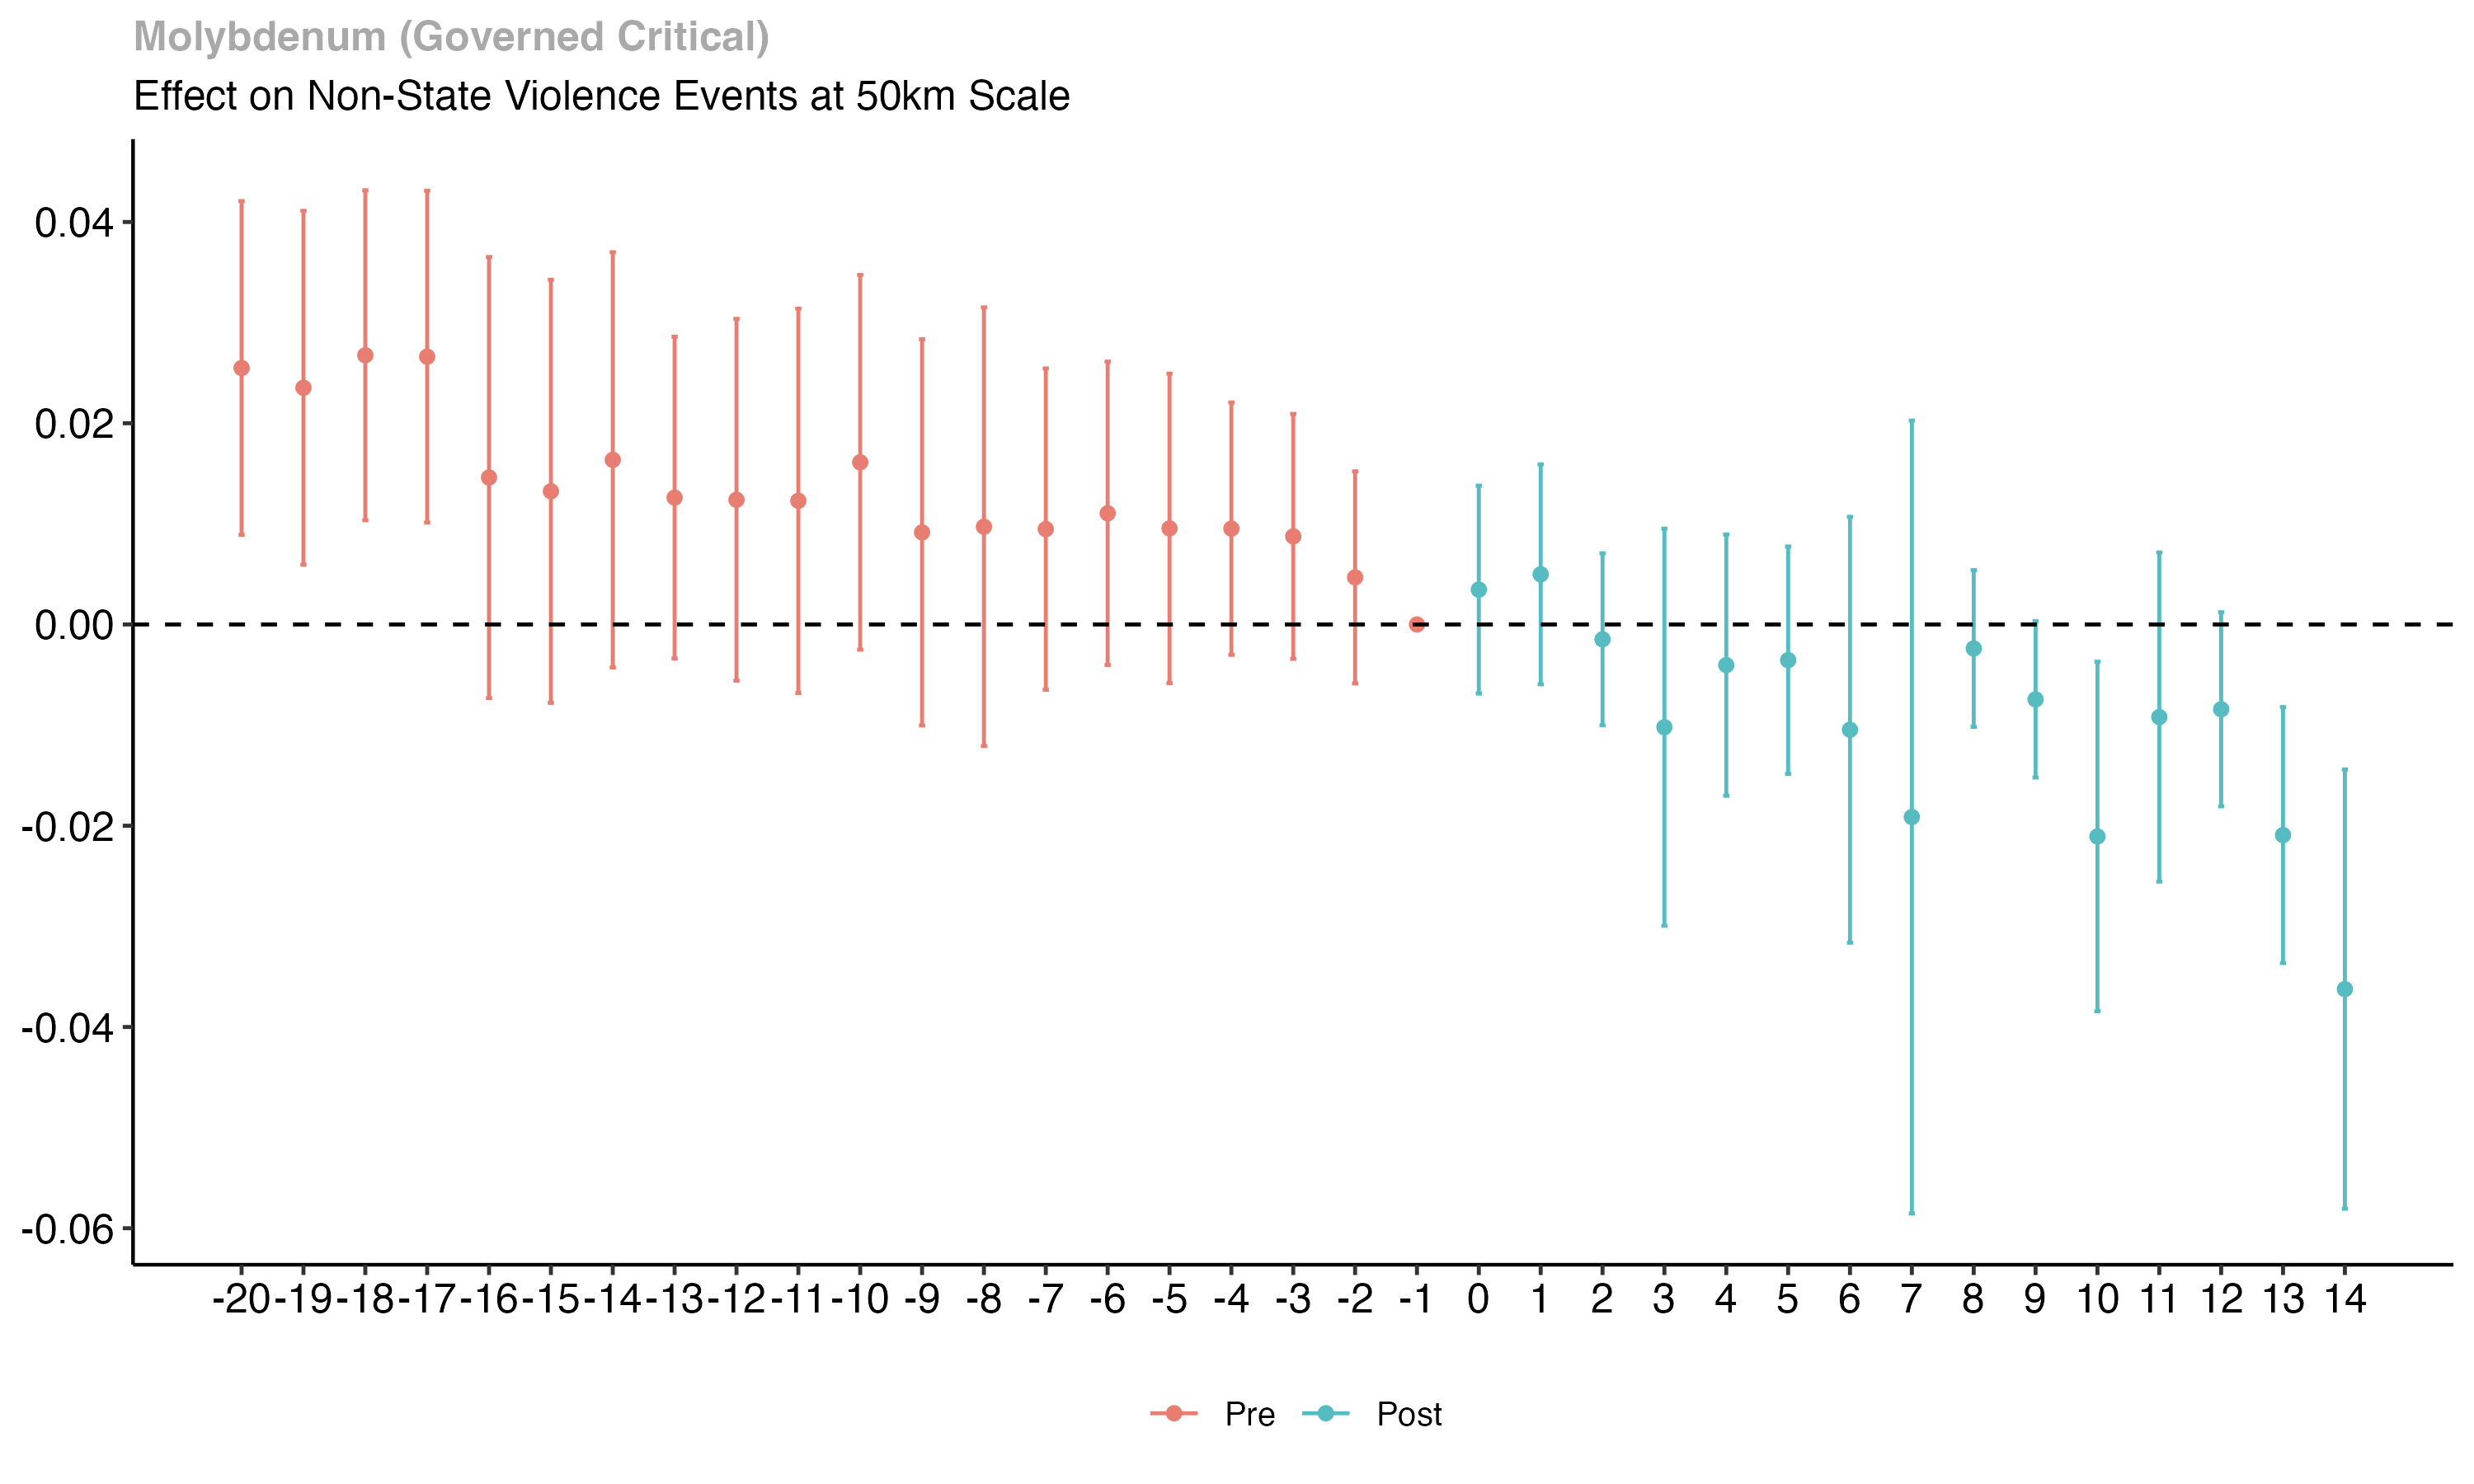 Molybdenum (Governed Critical)
Effect on Non-State Violence Events at 50km Scale
0.04
0.02
0.00
-0.02
-0.04
-0.06
-20 -19 -18 -17 -16 -15 -14 -13 -12 -11 -10 -9 -8 -7 -6 -5 -4 -3 -2 -1 0 1 2 3 4 5 6 7 8 9 10 11 12 13 14
Pre Post